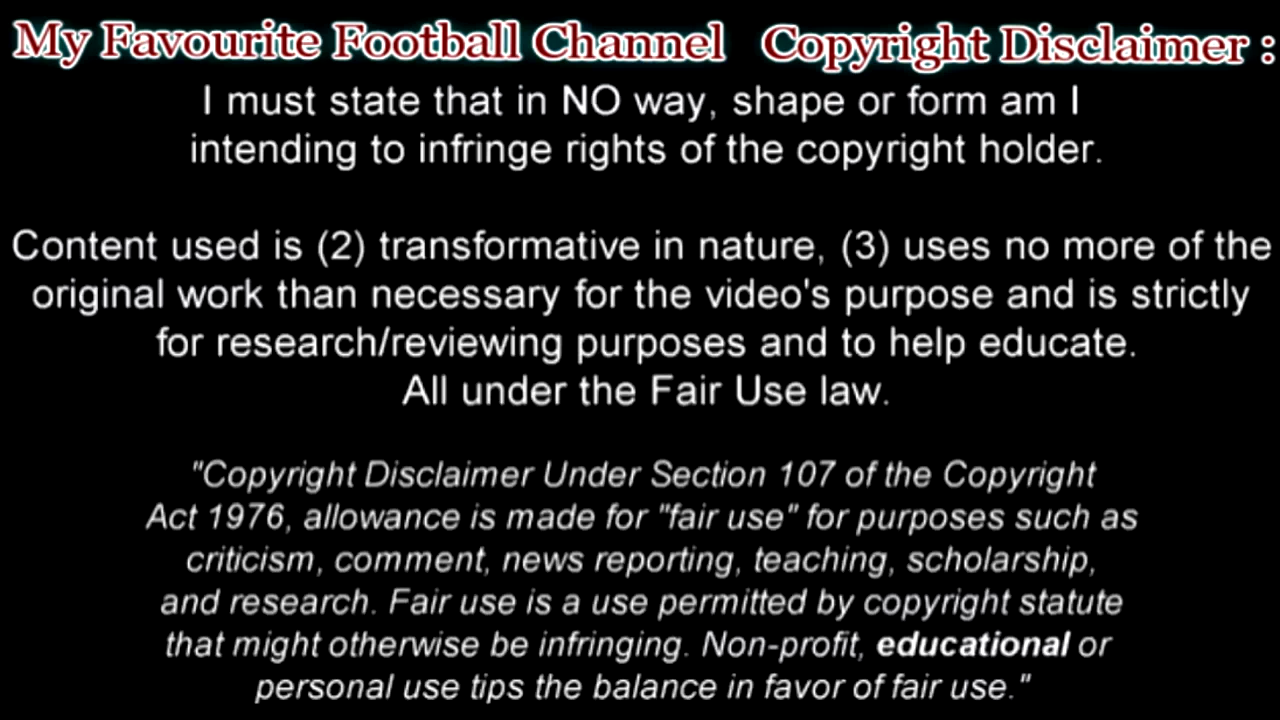 My Favourite Football Channel Copyright Disclaimer :
I must state that in NO way, shape or form am I
intending to infringe rights of the copyright holder.
Content used is (2) transformative in nature, (3) uses no more of the
original work than necessary for the video's purpose and is strictly
for research/reviewing purposes and to help educate.
All under the Fair Use law.
"Copyright Disclaimer Under Section 107 of the Copyright
Act 1976, allowance is made for "fair use" for purposes such as
criticism, comment, news reporting, teaching, scholarship,
and research. Fair use is a use permitted by copyright statute
that might otherwise be infringing. Non-profit, educational or
personal use tips the balance in favor of fair use."